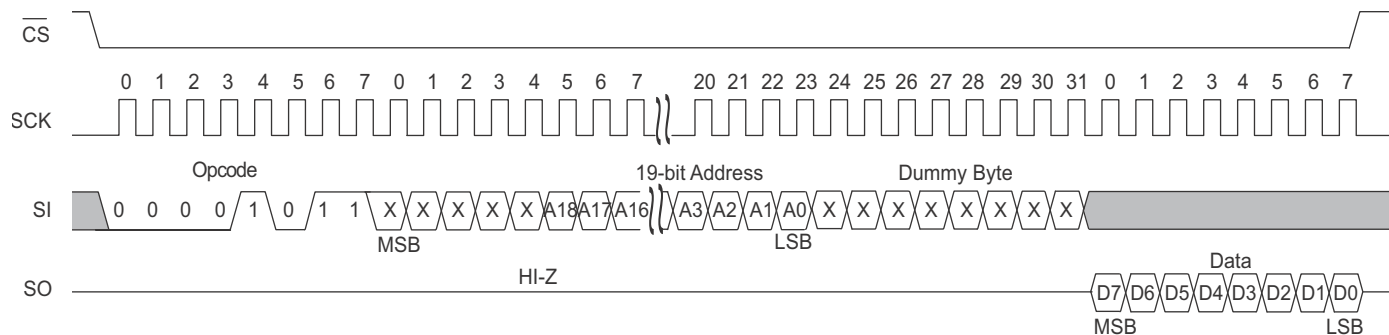 CS
0 1 2 3 4 5 6 7 0 1 2 3 4 5 6 7 20 21 22 23 24 25 26 27 28 29 30 31 0 1 2 3 4 5 6 7
SCK
Opcode 19-bit Address Dummy Byte
SI 0 0 0 0 1 0 1 1 X X X X X A18 A17 A16 A3 A2 A1 A0 X X X X X X X X
MSB LSB
HI-Z Data
SO D7 D6 D5 D4 D3 D2 D1 D0
MSB LSB